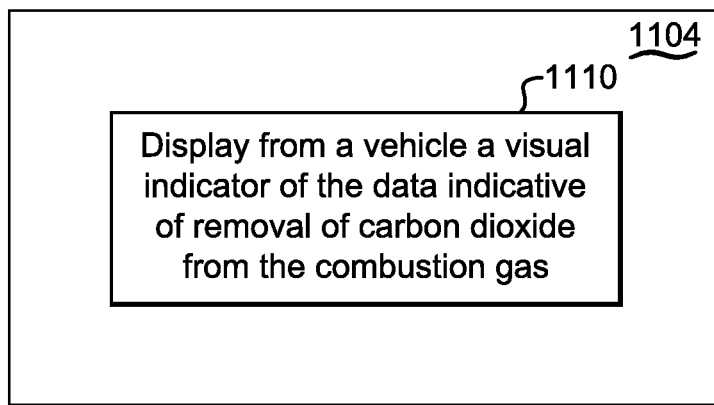 1104
1110
Display from a vehicle a visual
indicator of the data indicative
of removal of carbon dioxide
from the combustion gas